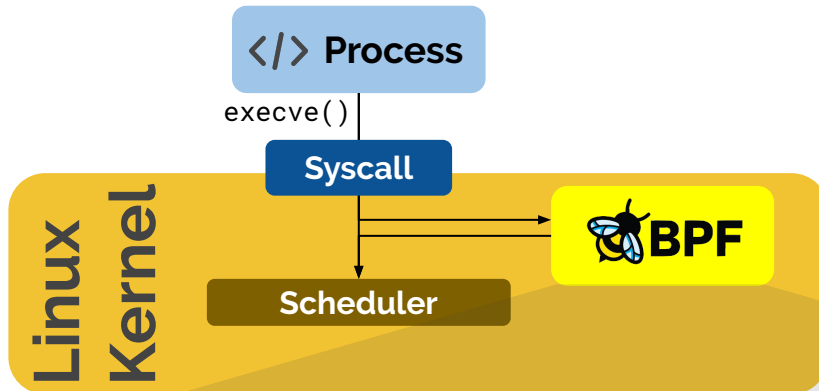 </> Process
execve()
Syscall
BPF
Scheduler
Linux
Kernel